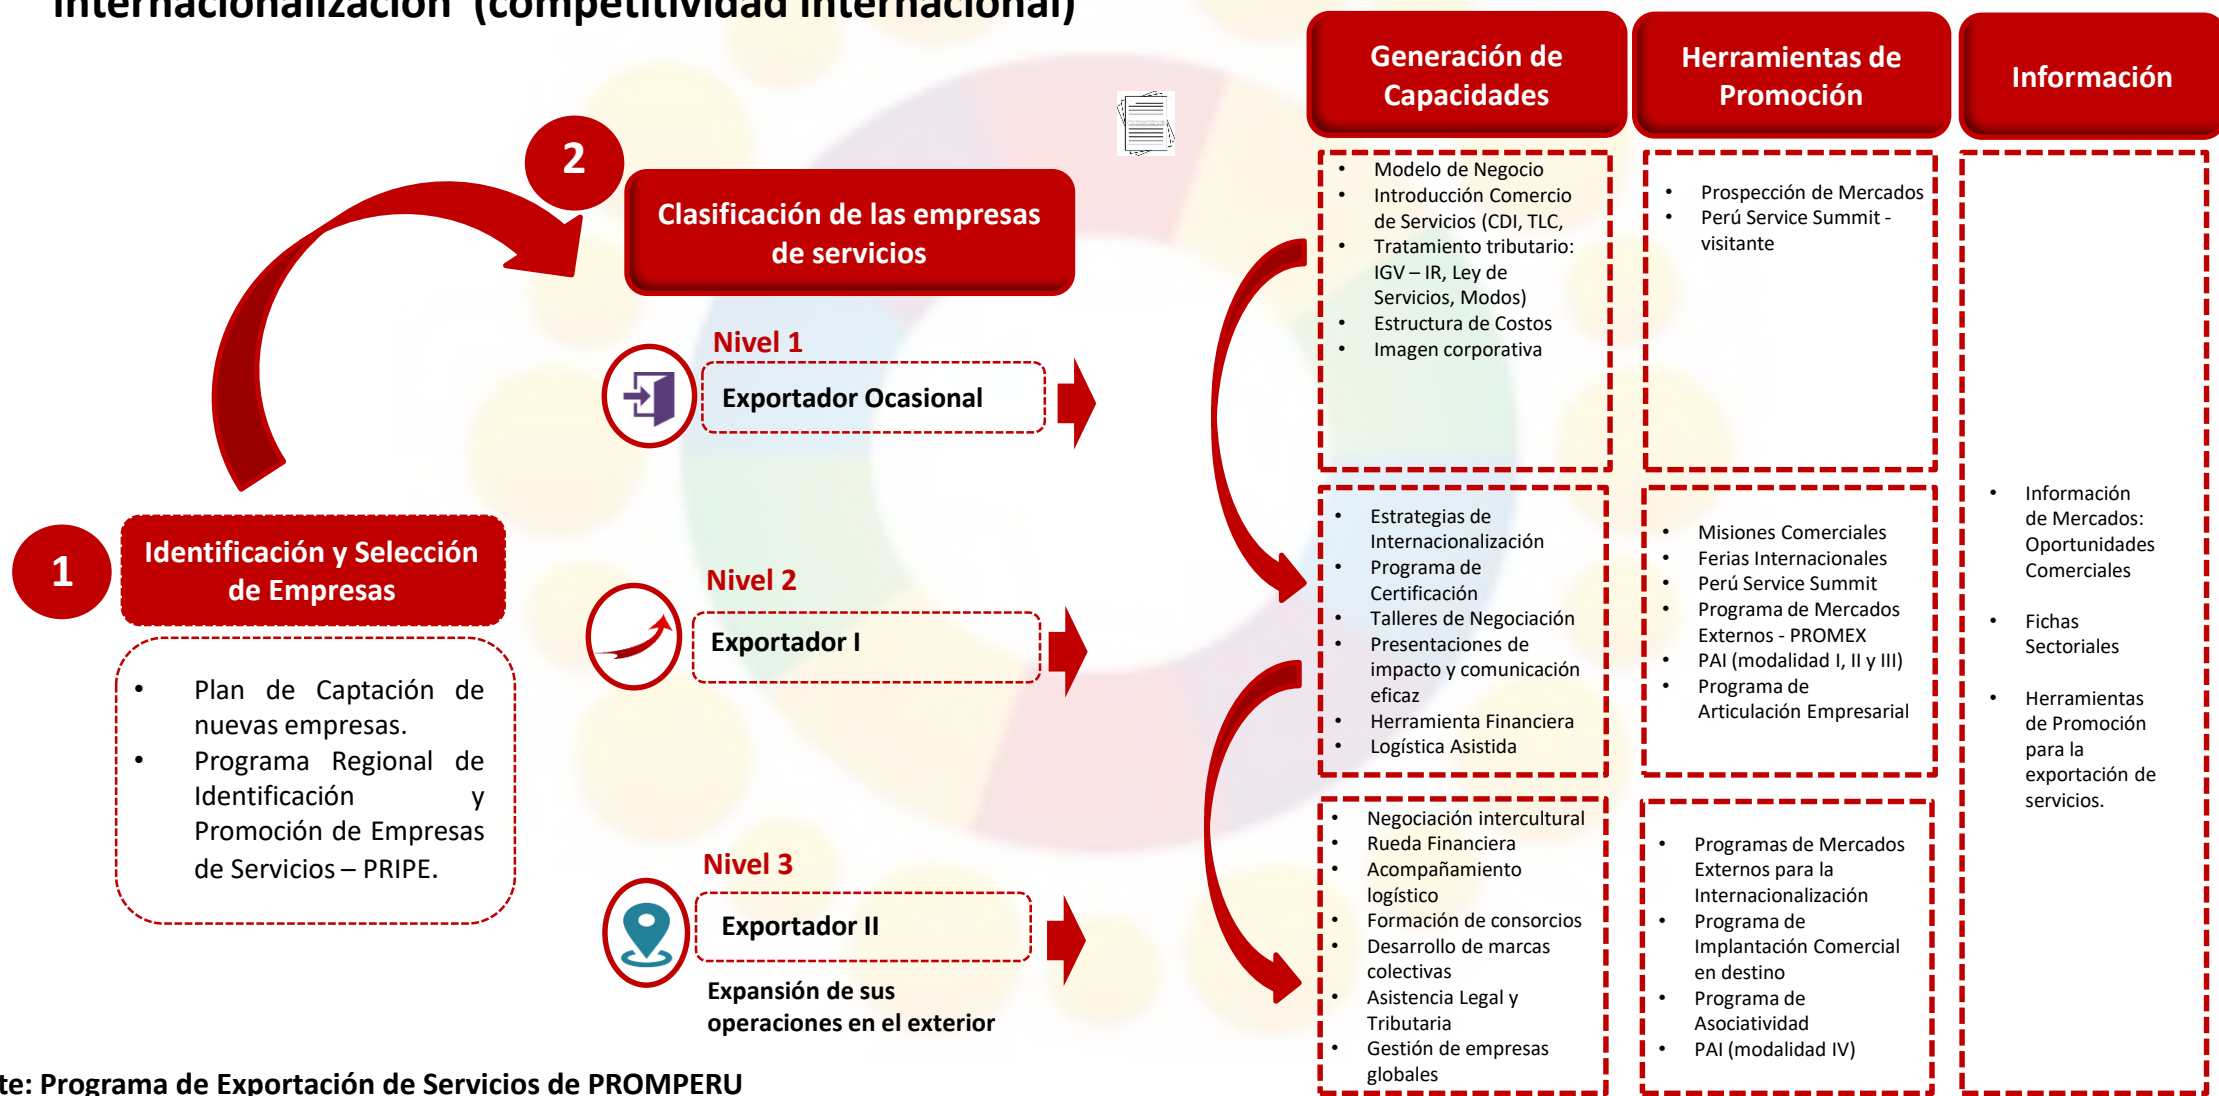 Internacionalización (competitividad internacional)
1
Identificación y Selección
de Empresas
• Plan de Captación de
nuevas empresas.
• Programa Regional de
Identificación y
Promoción de Empresas
de Servicios – PRIPE.
2
Clasificación de las empresas
de servicios
Nivel 1
Exportador Ocasional
Nivel 2
Exportador I
Nivel 3
Exportador II
Expansión de sus
operaciones en el exterior
Generación de
Capacidades
• Modelo de Negocio
• Introducción Comercio
de Servicios (CDI, TLC,
• Tratamiento tributario:
IGV – IR, Ley de
Servicios, Modos)
• Estructura de Costos
• Imagen corporativa
• Estrategias de
Internacionalización
• Programa de
Certificación
• Talleres de Negociación
• Presentaciones de
impacto y comunicación
eficaz
• Herramienta Financiera
• Logística Asistida
• Negociación intercultural
• Rueda Financiera
• Acompañamiento
logístico
• Formación de consorcios
• Desarrollo de marcas
colectivas
• Asistencia Legal y
Tributaria
• Gestión de empresas
globales
Herramientas de
Promoción
• Prospección de Mercados
• Perú Service Summit -
visitante
• Misiones Comerciales
• Ferias Internacionales
• Perú Service Summit
• Programa de Mercados
Externos - PROMEX
• PAI (modalidad I, II y III)
• Programa de
Articulación Empresarial
• Programas de Mercados
Externos para la
Internacionalización
• Programa de
Implantación Comercial
en destino
• Programa de
Asociatividad
• PAI (modalidad IV)
Información
• Información
de Mercados:
Oportunidades
Comerciales
• Fichas
Sectoriales
• Herramientas
de Promoción
para la
exportación de
servicios.
te: Programa de Exportación de Servicios de PROMPERU